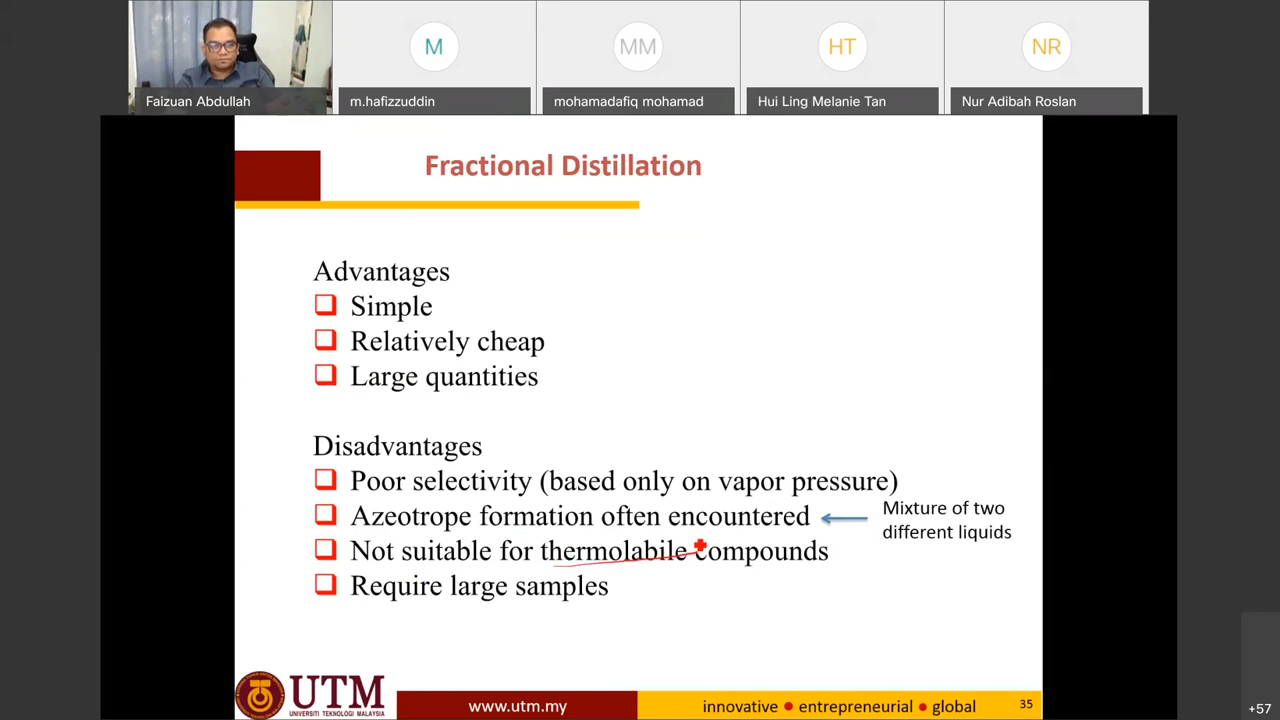 M
MM
HT
NR
Faizuan Abdullah
m.hafizzuddin
mohamadafiq mohamad
Hui Ling Melanie Tan
Nur Adibah Roslan
Fractional Distillation
Advantages
Simple
Relatively cheap
Large quantities
Disadvantages
Poor selectivity (based only on vapor pressure)
Azeotrope formation often encountered
Mixture of two
different liquids
Not suitable for thermolabile compounds
Require large samples
UTM
UNIVERSITI TEKNOLOGI MALAYSIA
www.utm.my
innovative ● entrepreneurial ● global
35
+57